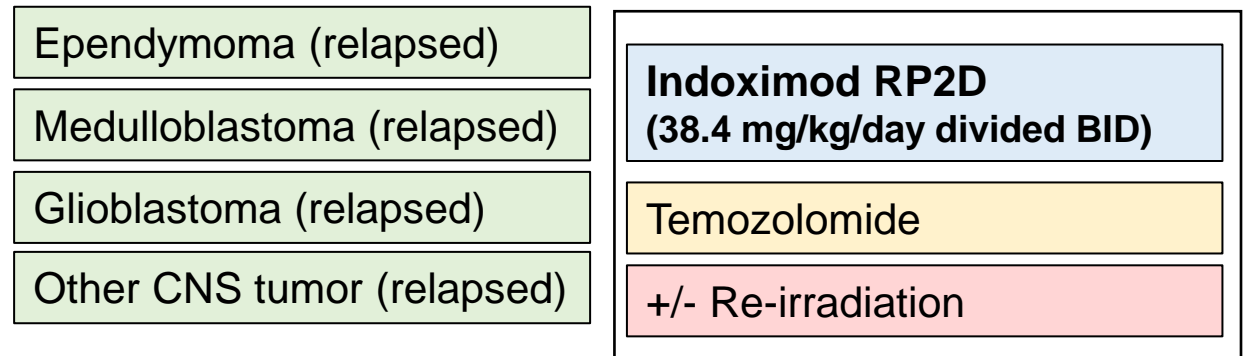 Ependymoma (relapsed)
Medulloblastoma (relapsed)
Glioblastoma (relapsed)
Other CNS tumor (relapsed)
Indoximod RP2D
(38.4 mg/kg/day divided BID)
Temozolomide
+/- Re-irradiation